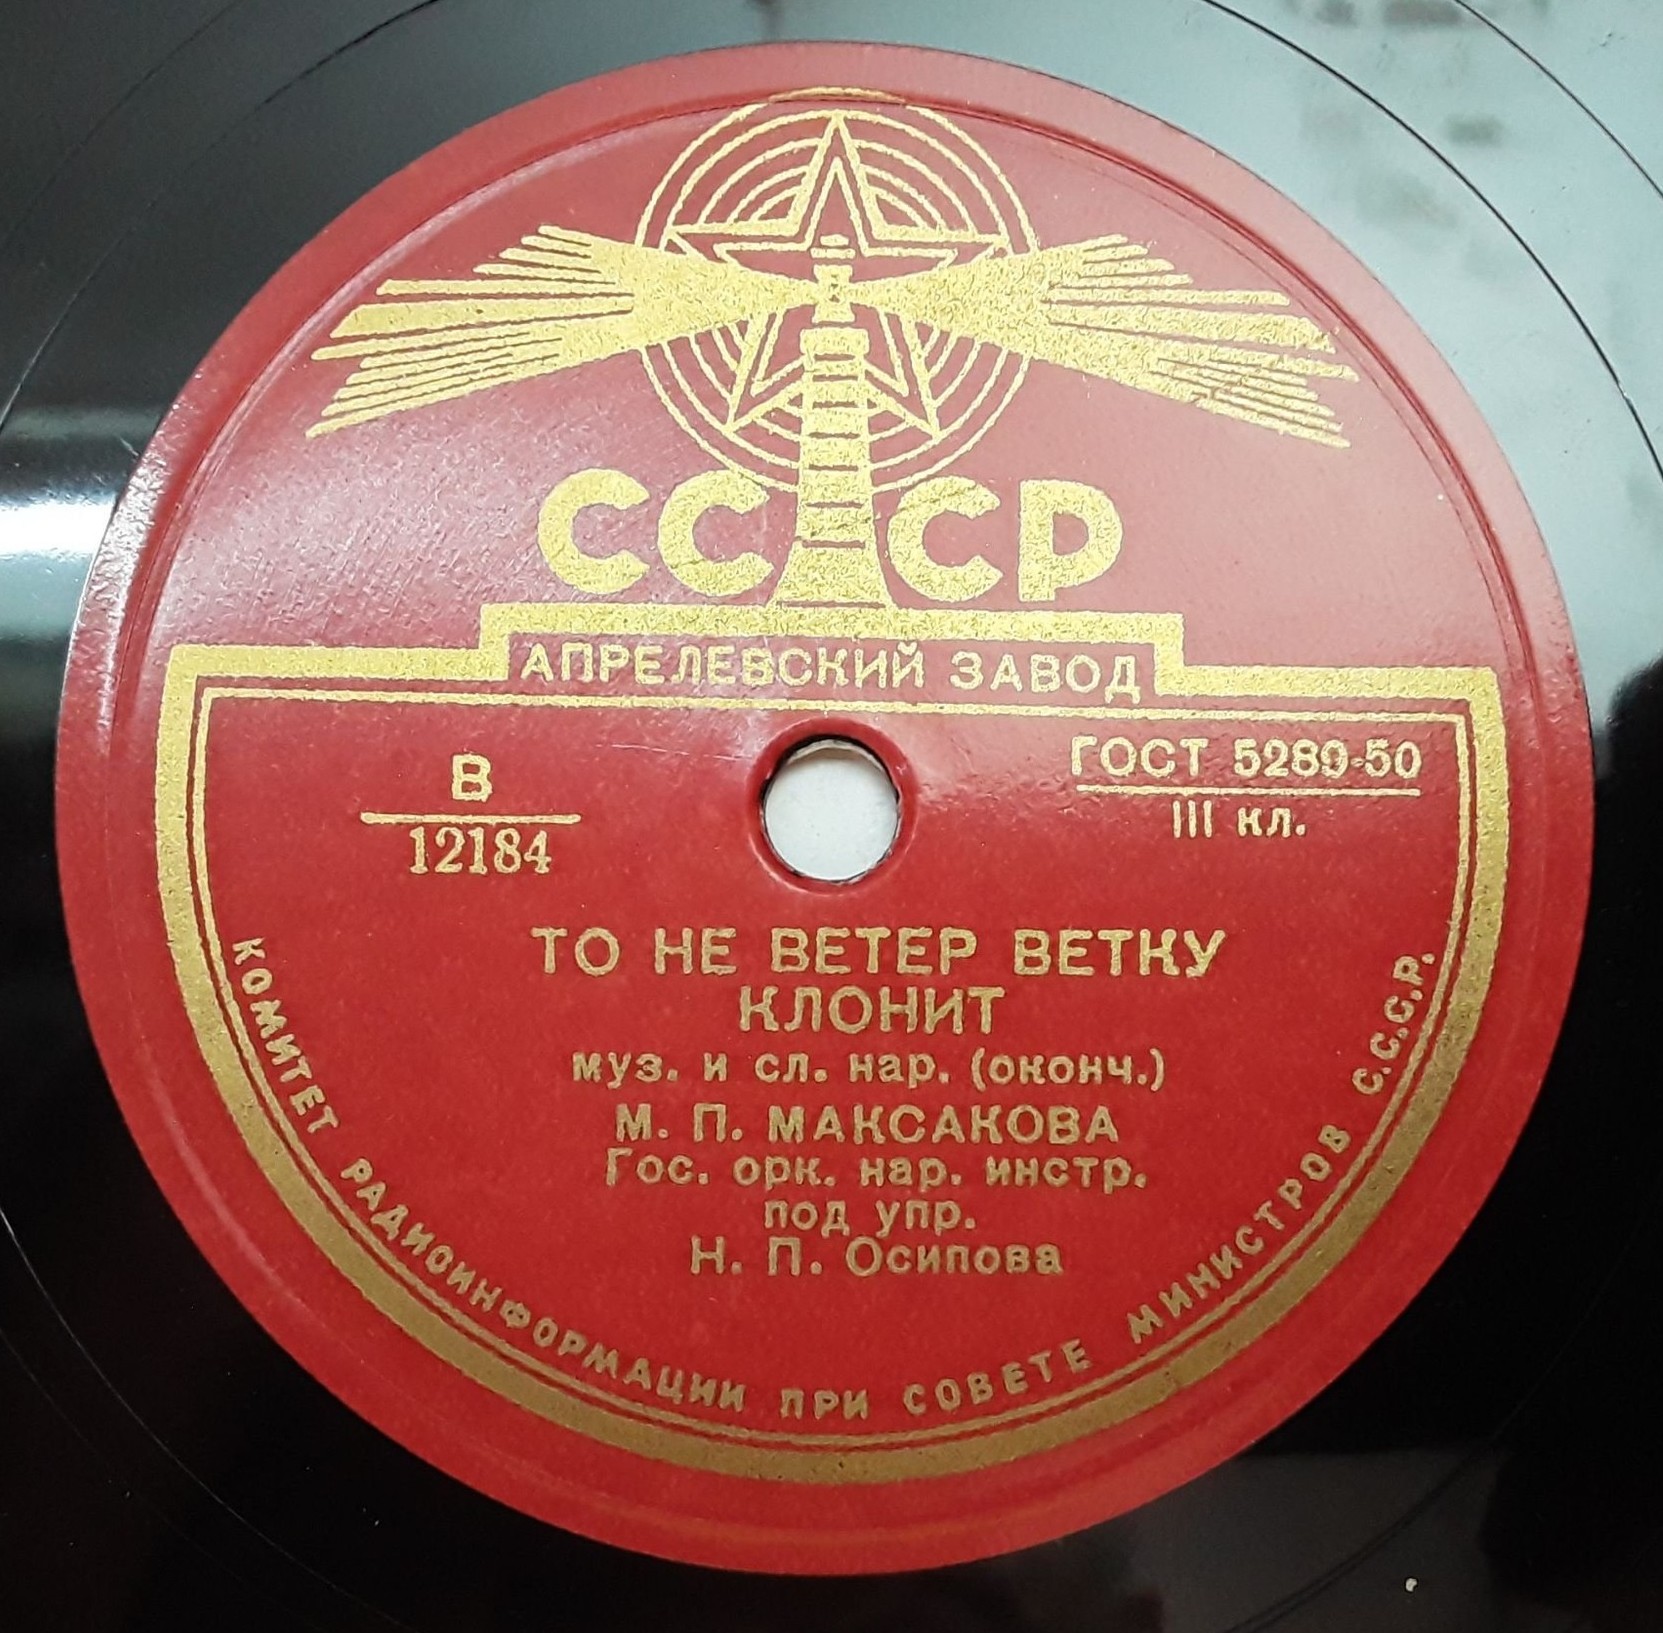 СССР
АПРЕЛЕВСКИЙ ЗАВОД
В
12184
ГОСТ 5289-50
III кл.
ТО НЕ ВЕТЕР ВЕТКУ
КЛОНИТ
муз. и сл. нар. (оконч.)
М. П. МАКСАКОВА
Гос. орк. нар. инстр.
под упр.
Н. П. Осипова
КОМИТЕТ РАДИОИНФОРМАЦИИ ПРИ СОВЕТЕ МИНИСТРОВ С.С.С.Р.